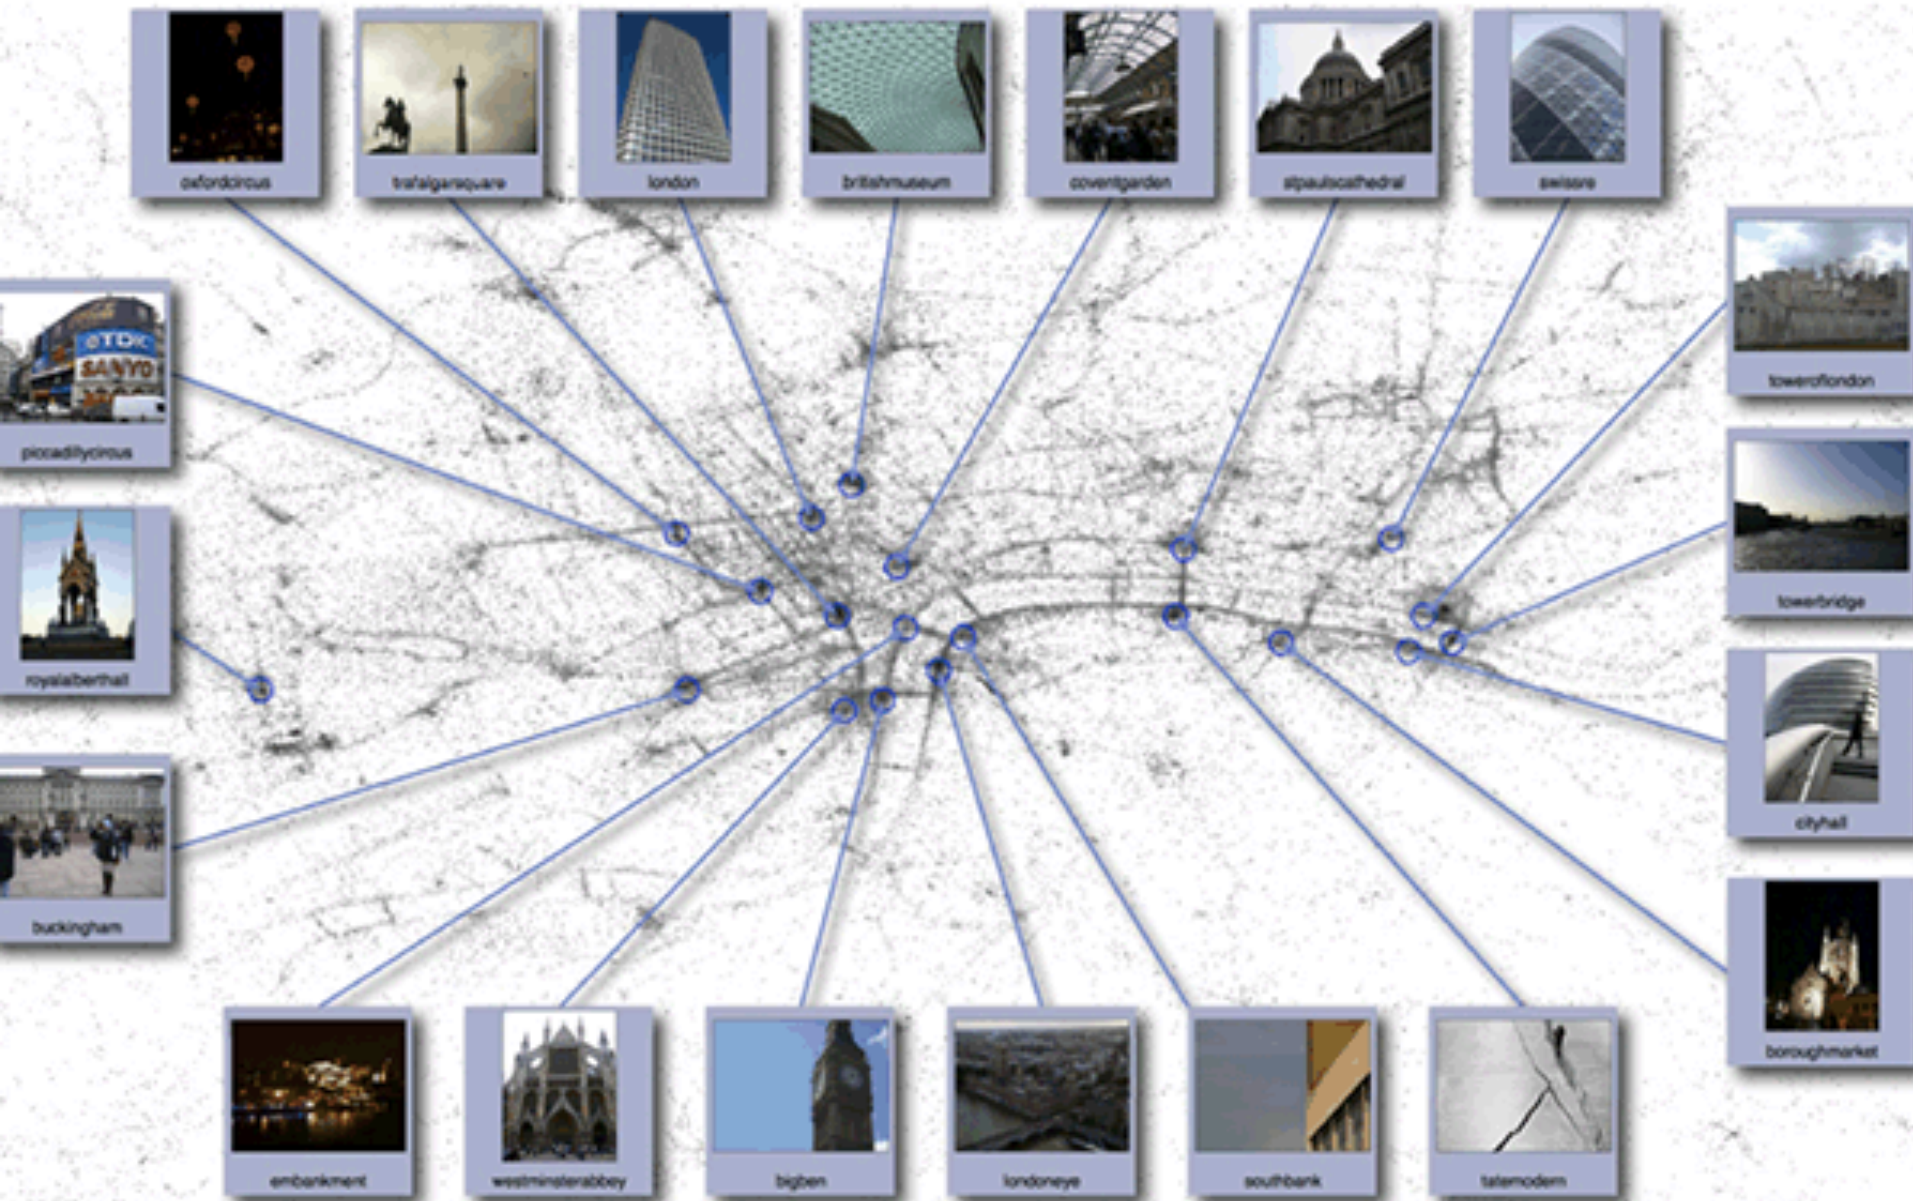 oxfordcircus
trafalgarsquare
london
britishmuseum
coventgarden
stpaulscathedral
swissre
TDK
SANYO
piccadillycircus
toweroflondon
royalalberthall
towerbridge
buckingham
cityhall
boroughmarket
embankment
westminsterabbey
bigben
londoneye
southbank
tatemodern